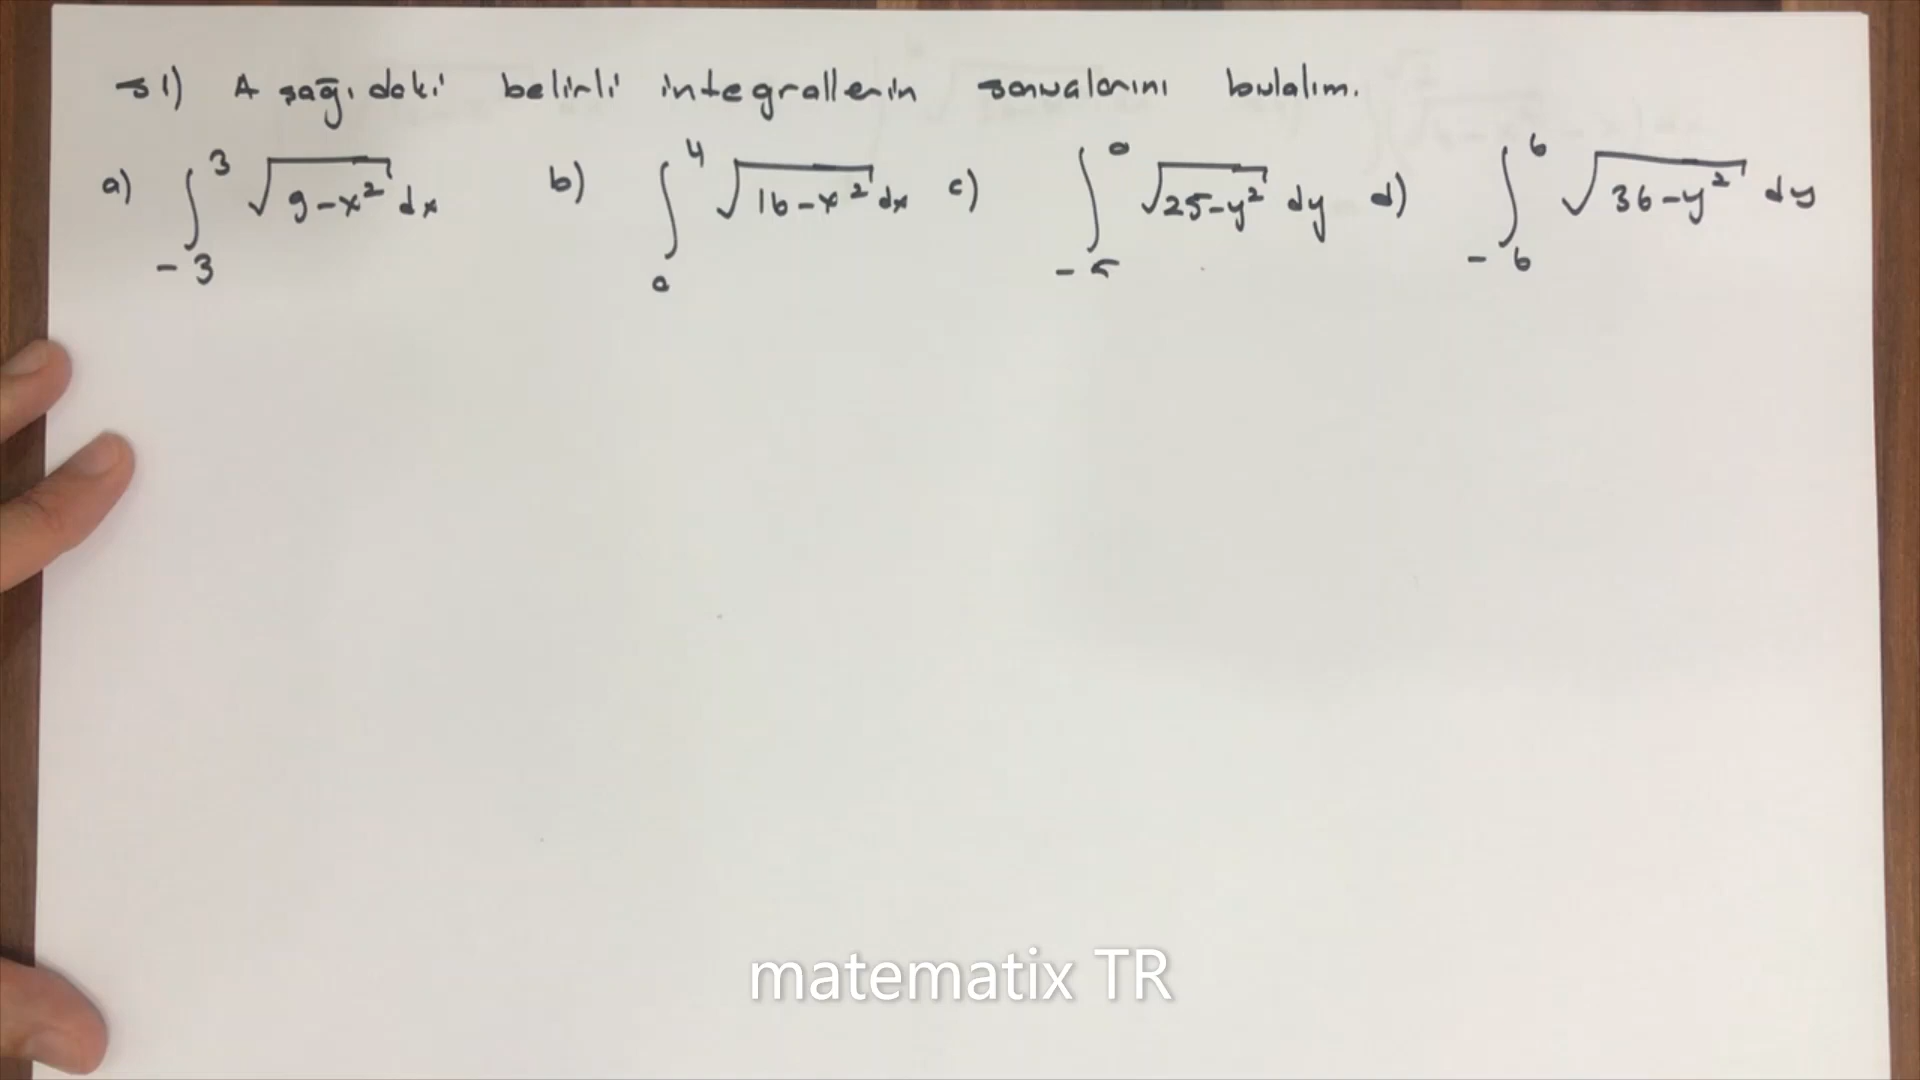 S1) Aşağıdaki belirli integrallerin sonuçlarını bulalım.
a) ∫_{-3}^{3} √(9-x²) dx b) ∫_{0}^{4} √(16-x²) dx c) ∫_{-5}^{0} √(25-y²) dy d) ∫_{-6}^{6} √(36-y²) dy
matematix TR